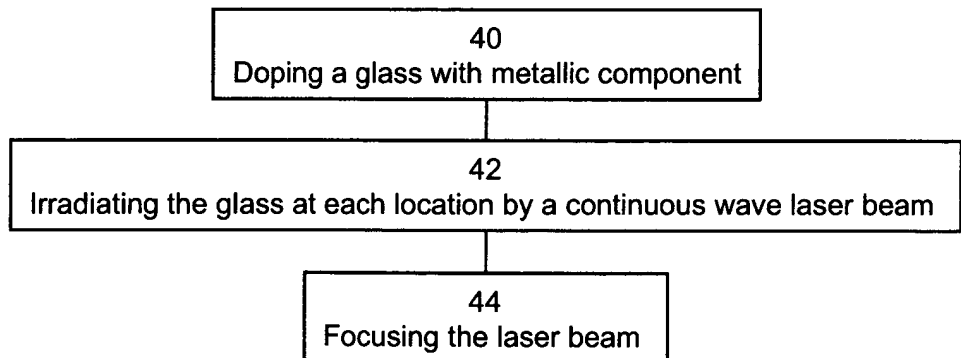 40
Doping a glass with metallic component
42
Irradiating the glass at each location by a continuous wave laser beam
44
Focusing the laser beam